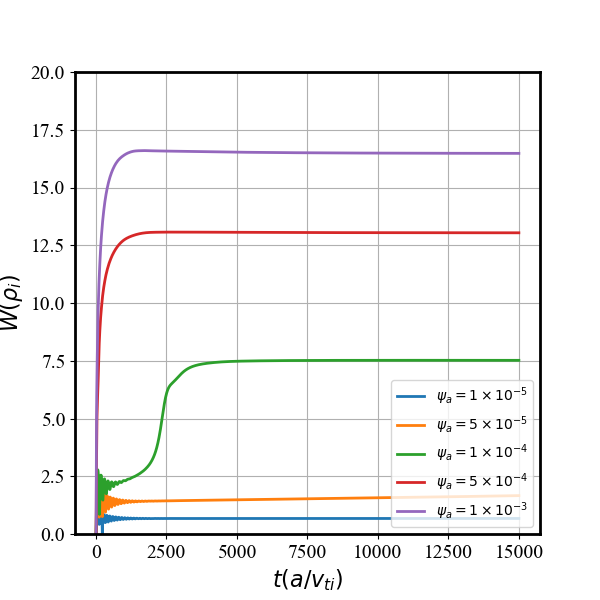 20.0
17.5
15.0
12.5
10.0
7.5
5.0
2.5
0.0
W(ρᵢ)
ψₐ = 1 × 10⁻⁵
ψₐ = 5 × 10⁻⁵
ψₐ = 1 × 10⁻⁴
ψₐ = 5 × 10⁻⁴
ψₐ = 1 × 10⁻³
0 2500 5000 7500 10000 12500 15000
t(a/vₜᵢ)